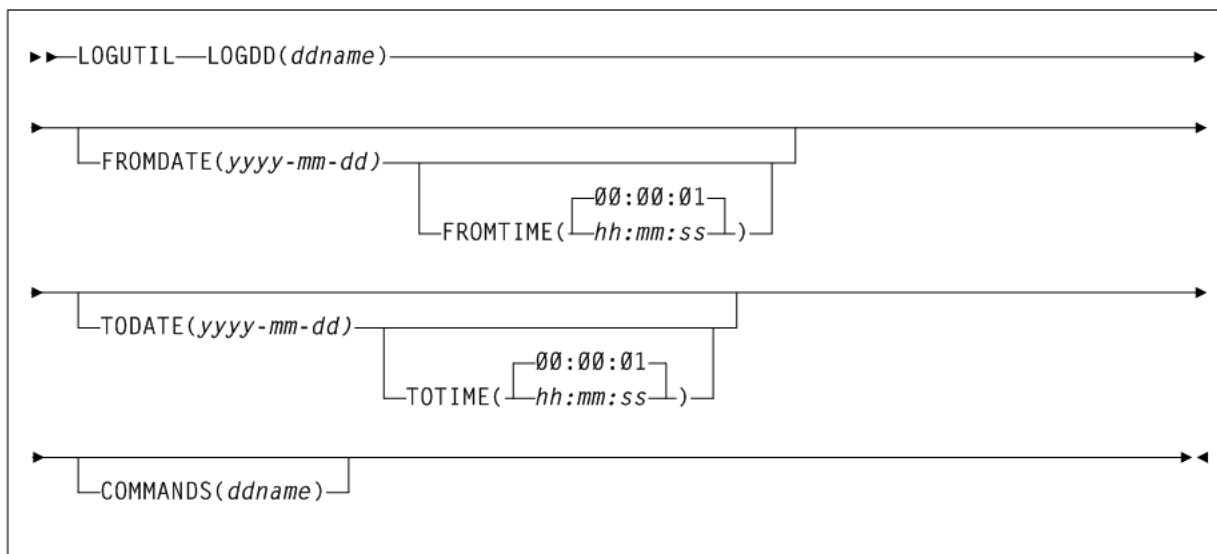 LOGUTIL LOGDD(ddname)
FROMDATE(yyyy-mm-dd)
00:00:01
FROMTIME( hh:mm:ss )
TODATE(yyyy-mm-dd)
00:00:01
TOTIME( hh:mm:ss )
COMMANDS(ddname)